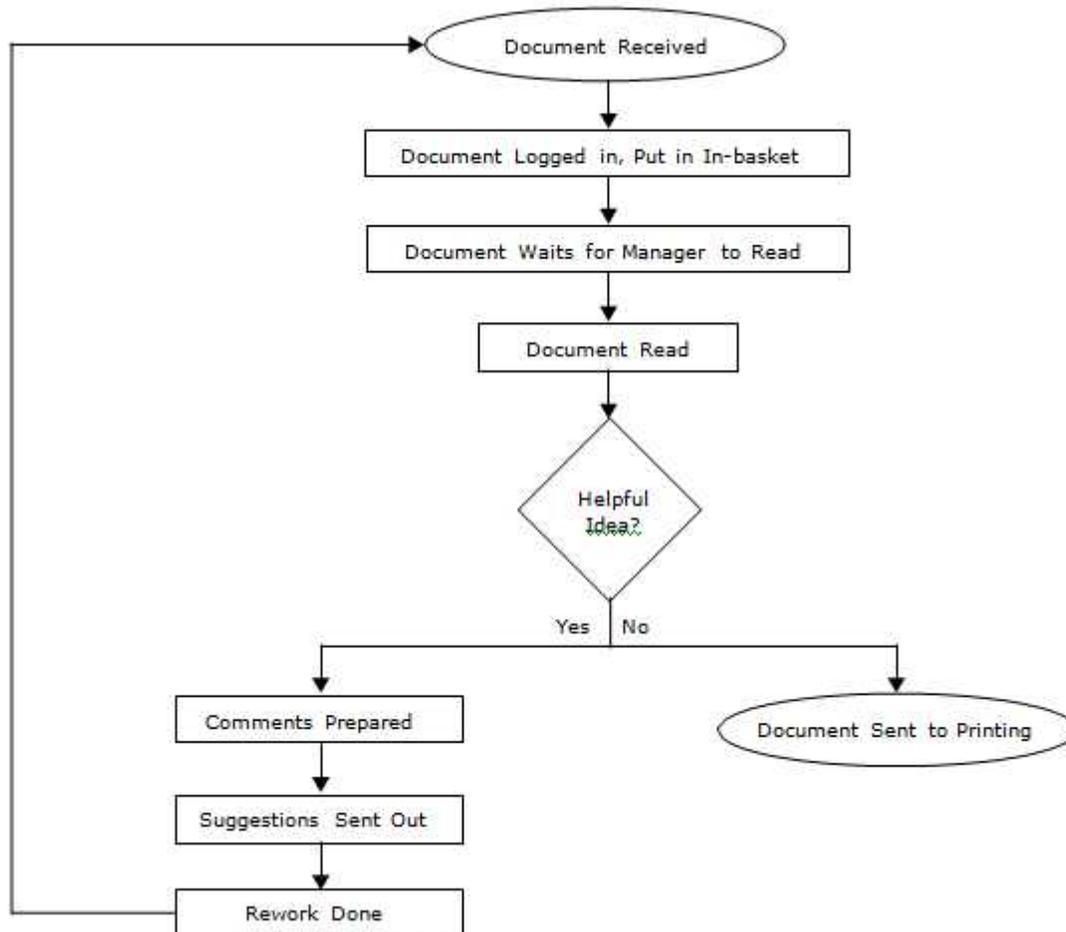 Document Received
Document Logged in, Put in In-basket
Document Waits for Manager to Read
Document Read
Helpful
Idea?
Yes
No
Comments Prepared
Document Sent to Printing
Suggestions Sent Out
Rework Done